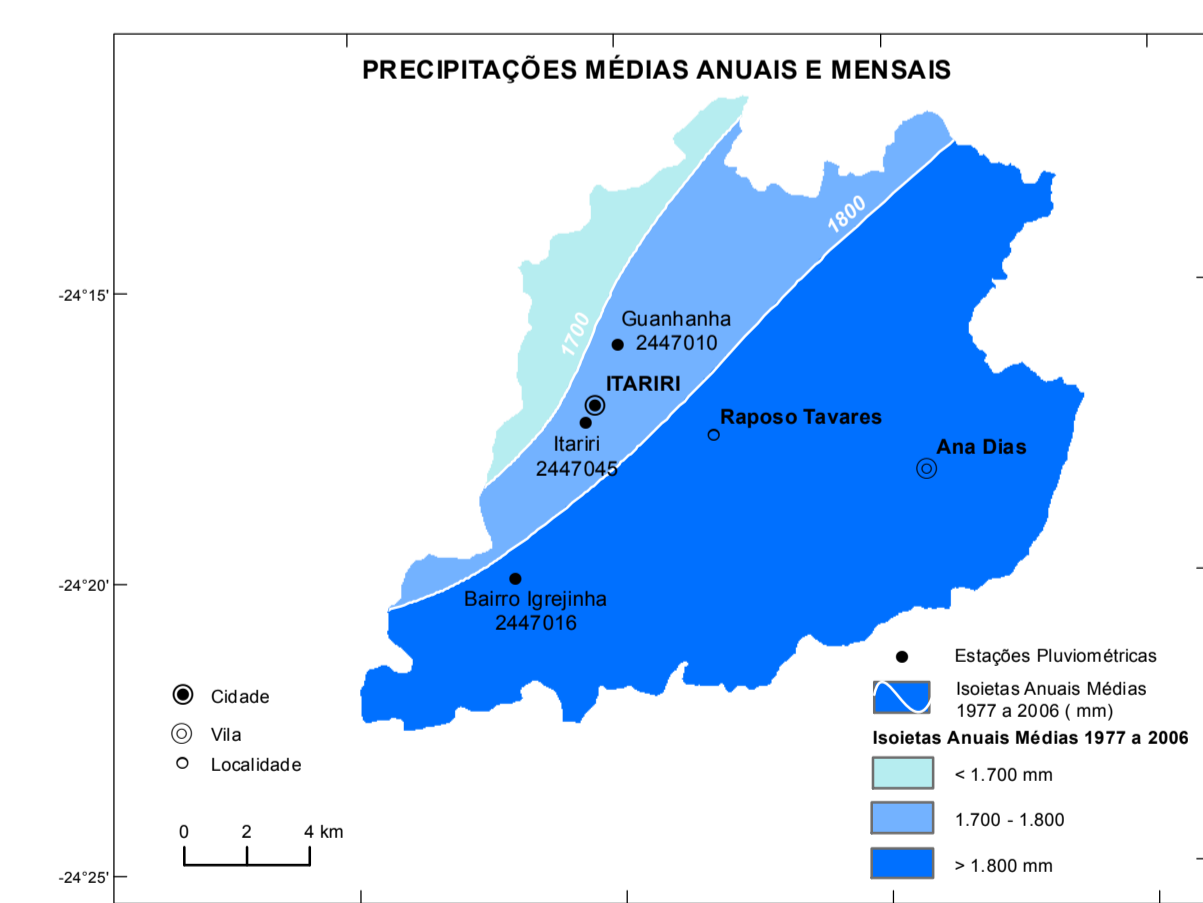 PRECIPITAÇÕES MÉDIAS ANUAIS E MENSAIS
1800
-24°15'
1700
Guanhanha
2447010
ITARIRI
Itariri
2447045
Raposo Tavares
Ana Dias
-24°20'
Bairro Igrejinha
2447016
Cidade
Vila
Localidade
0 2 4 km
Estações Pluviométricas
Isoietas Anuais Médias
1977 a 2006 ( mm)
Isoietas Anuais Médias 1977 a 2006
< 1.700 mm
1.700 - 1.800
> 1.800 mm
-24°25'